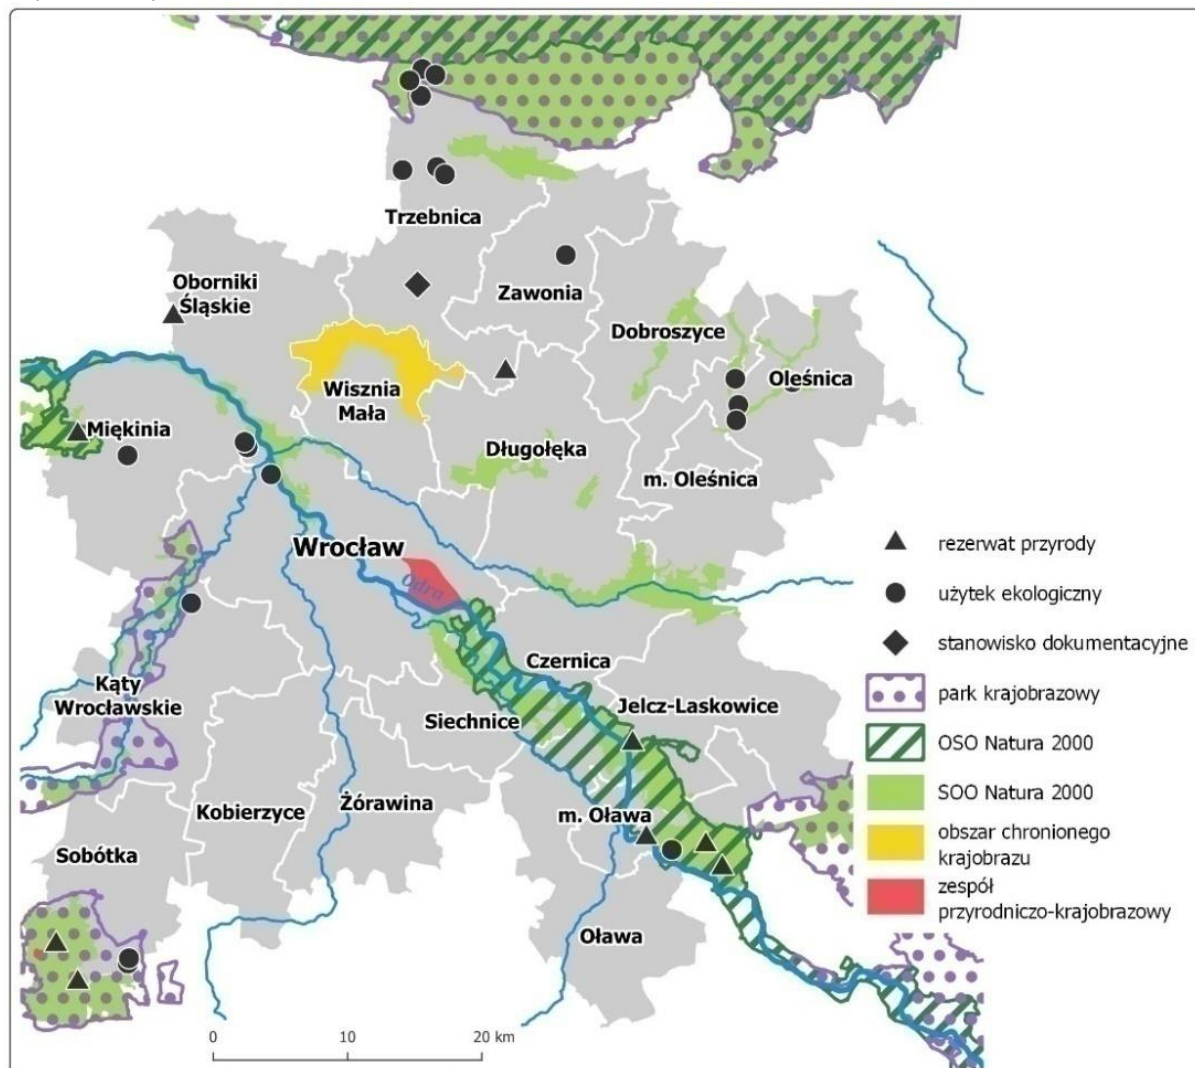 Trzebnica
Oborniki
Śląskie
Zawonia
Dobroszyce
Oleśnica
Wisznia
Mała
Miękinia
Długołęka
m. Oleśnica
Wrocław
Odra
Czernica
Kąty
Wrocławskie
Siechnice
Jelcz-Laskowice
Kobierzyce
Żórawina
m. Oława
Sobótka
Oława
rezerwat przyrody
użytek ekologiczny
stanowisko dokumentacyjne
park krajobrazowy
OSO Natura 2000
SOO Natura 2000
obszar chronionego
krajobrazu
zespół
przyrodniczo-krajobrazowy
0 10 20 km